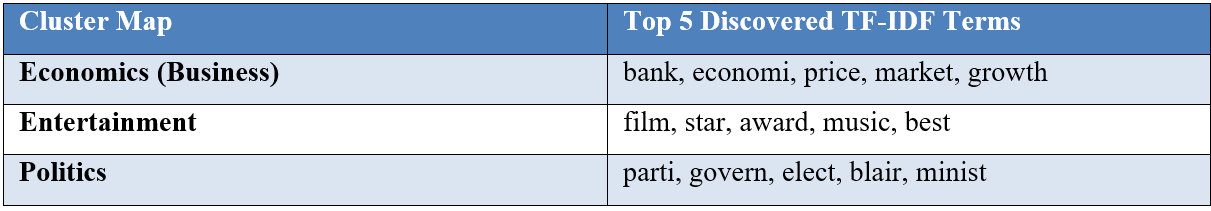 Cluster Map Top 5 Discovered TF-IDF Terms
Economics (Business) bank, economi, price, market, growth
Entertainment film, star, award, music, best
Politics parti, govern, elect, blair, minist